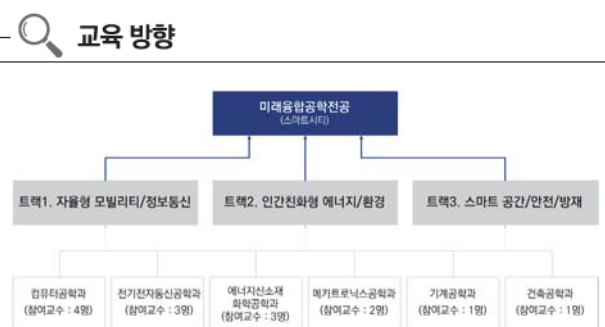 교육 방향
미래융합공학전공
(스마트시티)
트랙1. 자율형 모빌리티/정보통신
트랙2. 인간친화형 에너지/환경
트랙3. 스마트 공간/안전/방재
컴퓨터공학과
(참여교수 : 4명)
전기전자통신공학과
(참여교수 : 3명)
에너지신소재
화학공학과
(참여교수 : 3명)
메카트로닉스공학과
(참여교수 : 2명)
기계공학과
(참여교수 : 1명)
건축공학과
(참여교수 : 1명)